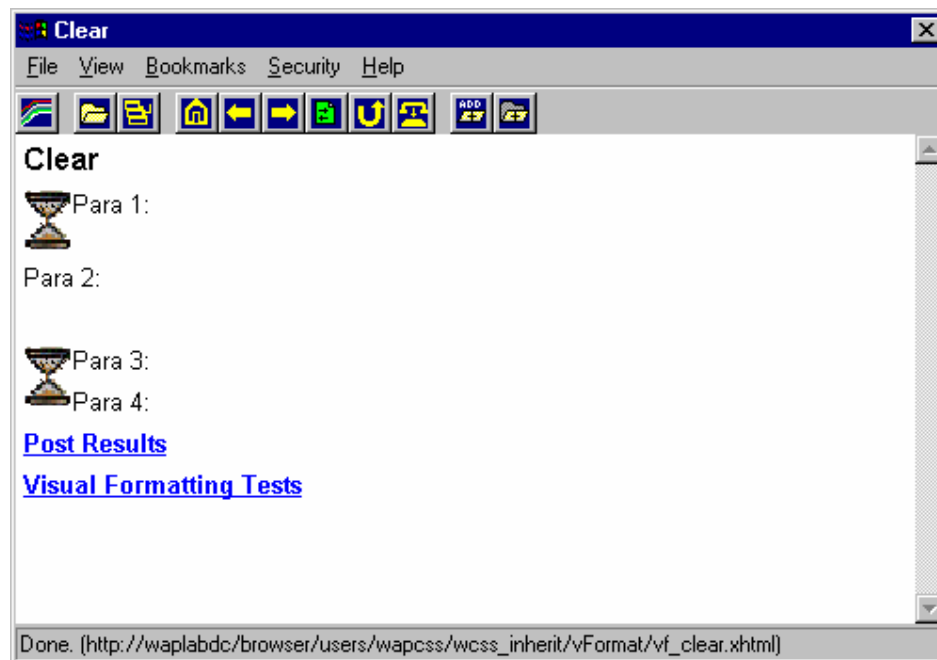 Clear
File View Bookmarks Security Help
ADD
Clear
Para 1:
Para 2:
Para 3:
Para 4:
Post Results
Visual Formatting Tests
Done. (http://waplabdc/browser/users/wapcss/wcss_inherit/vFormat/vf_clear.xhtml)